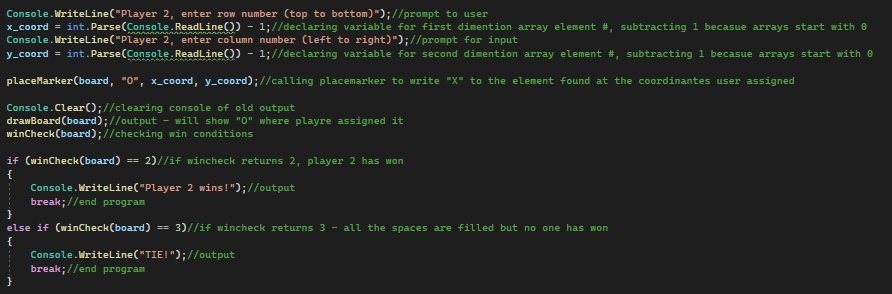 Console.WriteLine("Player 2, enter row number (top to bottom)");//prompt to user
x_coord = int.Parse(Console.ReadLine()) - 1;//declaring variable for first dimention array element #, subtracting 1 becasue arrays start with 0
Console.WriteLine("Player 2, enter column number (left to right)");//prompt for input
y_coord = int.Parse(Console.ReadLine()) - 1;//declaring variable for second dimention array element #, subtracting 1 because arrays start with 0
placeMarker(board, "O", x_coord, y_coord);//calling placemarker to write "X" to the element found at the coordinantes user assigned
Console.Clear();//clearing console of old output
drawBoard(board);//output - will show "O" where playre assigned it
winCheck(board);//checking win conditions
if (winCheck(board) == 2)//if wincheck returns 2, player 2 has won
{
Console.WriteLine("Player 2 wins!");//output
break;//end program
}
else if (winCheck(board) == 3)//if wincheck returns 3 - all the spaces are filled but no one has won
{
Console.WriteLine("TIE!");//output
break;//end program
}